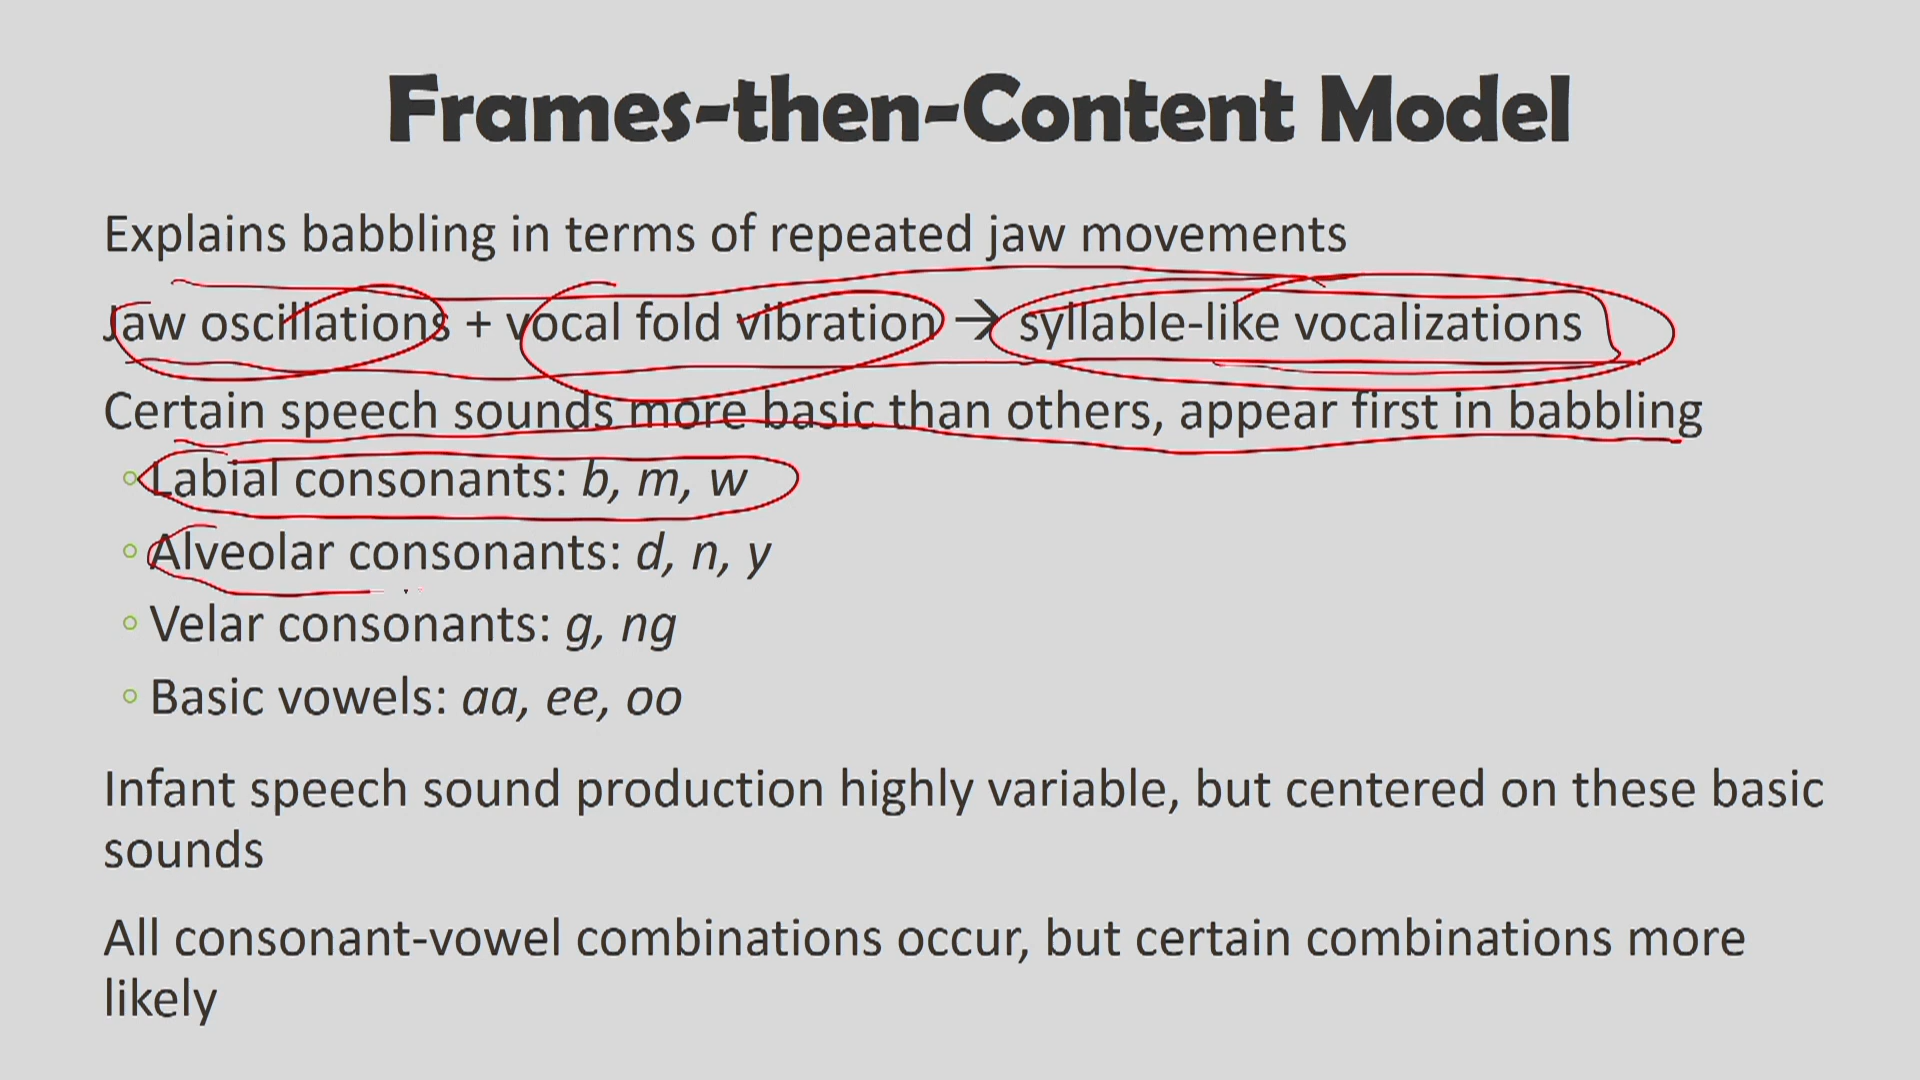 Frames-then-Content Model
Explains babbling in terms of repeated jaw movements
Jaw oscillations + vocal fold vibration → syllable-like vocalizations
Certain speech sounds more basic than others, appear first in babbling
◦ Labial consonants: b, m, w
◦ Alveolar consonants: d, n, y
◦ Velar consonants: g, ng
◦ Basic vowels: aa, ee, oo
Infant speech sound production highly variable, but centered on these basic
sounds
All consonant-vowel combinations occur, but certain combinations more
likely